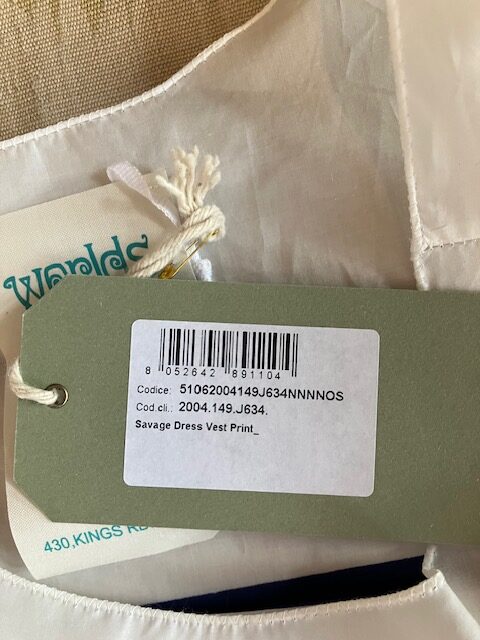 Worlds
8 052642 891104
Codice: 51062004149J634NNNNOS
Cod.cli.: 2004.149.J634.
Savage Dress Vest Print_
430,KINGS RD